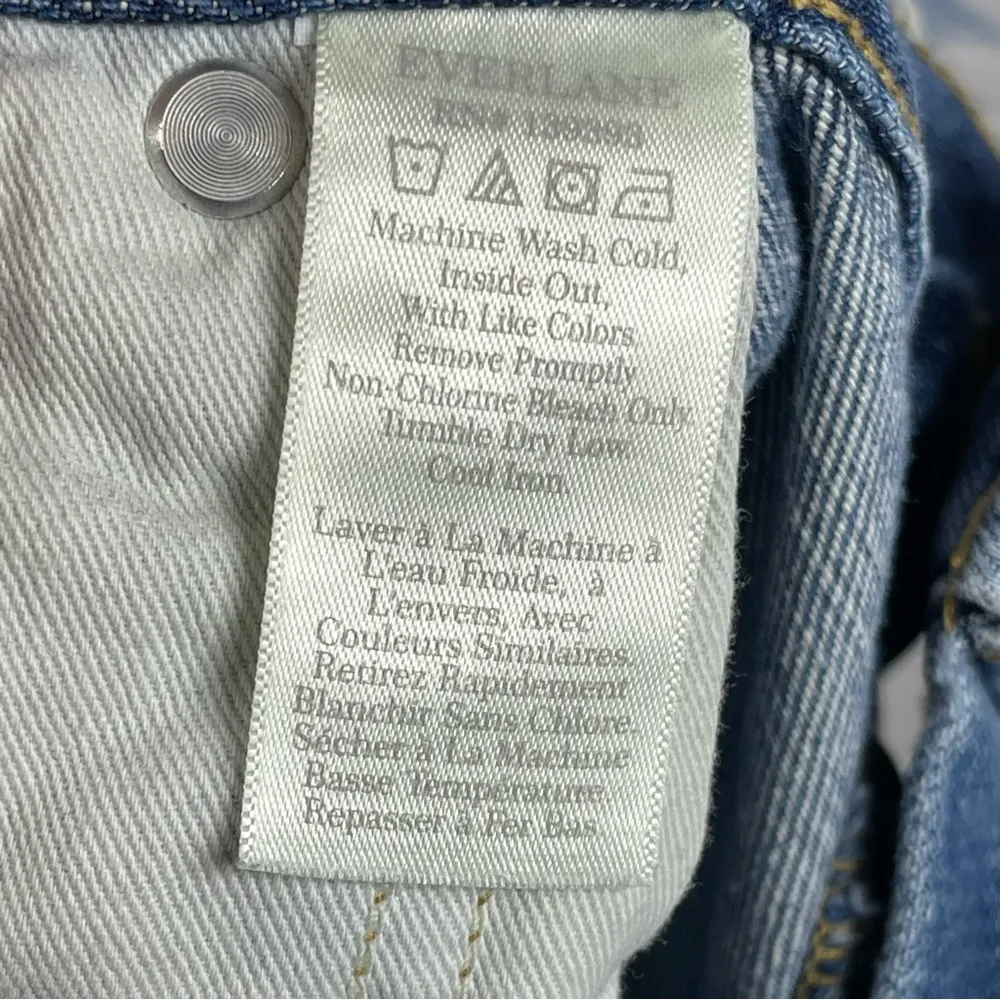 EVERLANE
Machine Wash Cold,
Inside Out,
With Like Colors
Remove Promptly
Non-Chlorine Bleach Only
Tumble Dry Low
Cool Iron
Laver à La Machine à
L'eau Froide, à
L'envers, Avec
Couleurs Similaires
Retirez Rapidement
Blanchir Sans Chlore
Sécher à La Machine
Basse Température
Repasser à Fer Bas